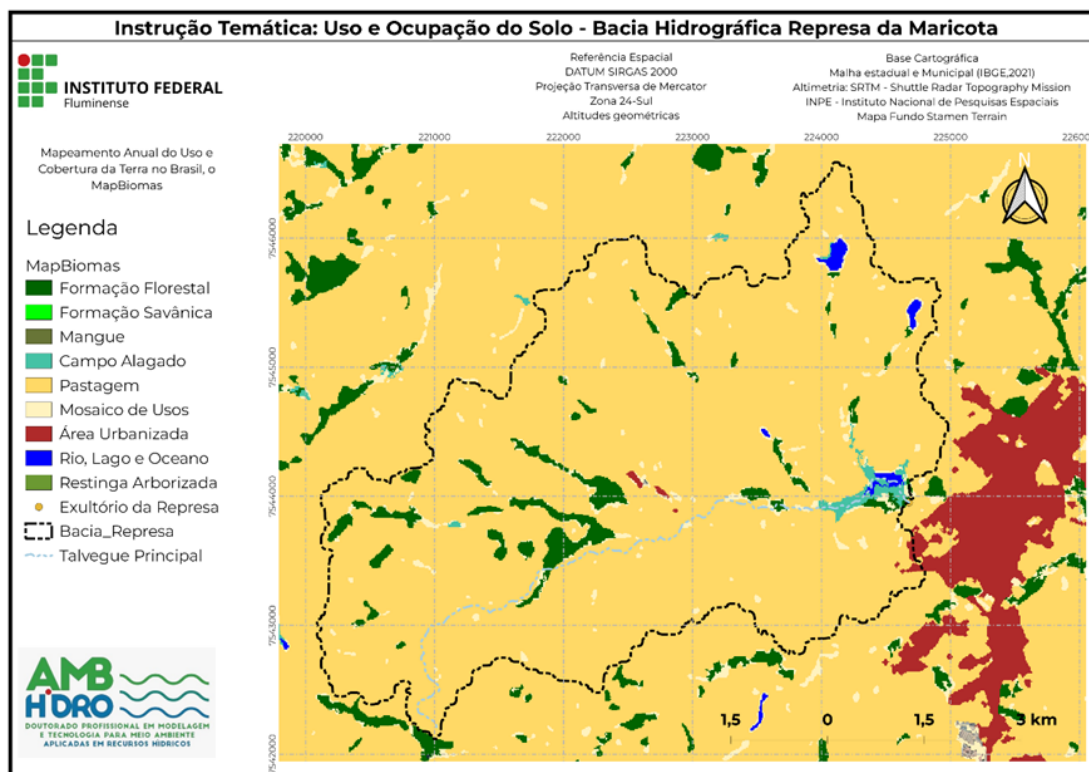 Instrução Temática: Uso e Ocupação do Solo - Bacia Hidrográfica Represa da Maricota
INSTITUTO FEDERAL
Fluminense
Referência Espacial
DATUM SIRGAS 2000
Projeção Transversa de Mercator
Zona 24-Sul
Altitudes geométricas
Base Cartográfica
Malha estadual e Municipal (IBGE,2021)
Altimetria: SRTM - Shuttle Radar Topography Mission
INPE - Instituto Nacional de Pesquisas Espaciais
Mapa Fundo Stamen Terrain
Mapeamento Anual do Uso e
Cobertura da Terra no Brasil, o
MapBiomas
Legenda
MapBiomas
Formação Florestal
Formação Savânica
Mangue
Campo Alagado
Pastagem
Mosaico de Usos
Área Urbanizada
Rio, Lago e Oceano
Restinga Arborizada
Exultório da Represa
Bacia_Represa
Talvegue Principal
AMB
HIDRO
DOUTORADO PROFISSIONAL EM MODELAGEM
E TECNOLOGIA PARA MEIO AMBIENTE
APLICADAS EM RECURSOS HÍDRICOS
220000
221000
222000
223000
224000
225000
22600
7546000
7545000
7544000
7543000
7542000
N
1,5
0
1,5
3 km